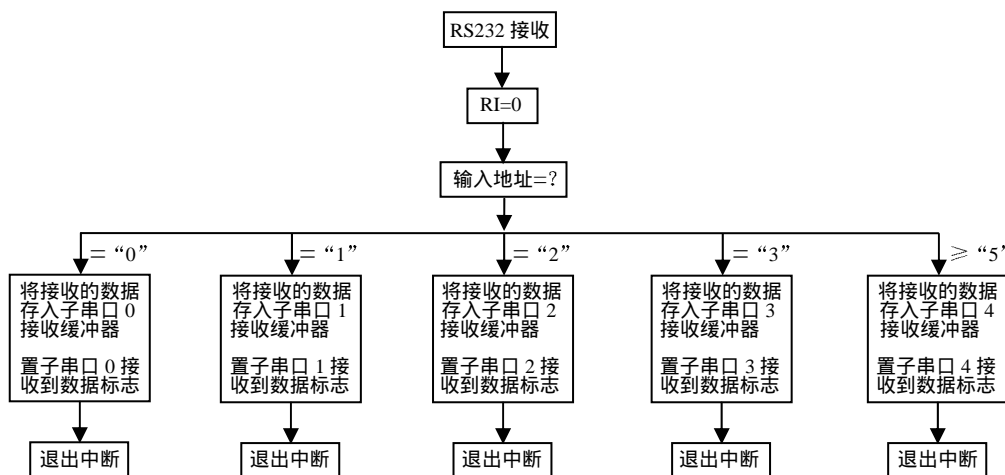 RS232 接收
RI=0
输入地址=?
= “0”
= “1”
= “2”
= “3”
≥ “5”
将接收的数据
存入子串口 0
接收缓冲器
置子串口 0 接
收到数据标志
将接收的数据
存入子串口 1
接收缓冲器
置子串口 1 接
收到数据标志
将接收的数据
存入子串口 2
接收缓冲器
置子串口 2 接
收到数据标志
将接收的数据
存入子串口 3
接收缓冲器
置子串口 3 接
收到数据标志
将接收的数据
存入子串口 4
接收缓冲器
置子串口 4 接
收到数据标志
退出中断
退出中断
退出中断
退出中断
退出中断